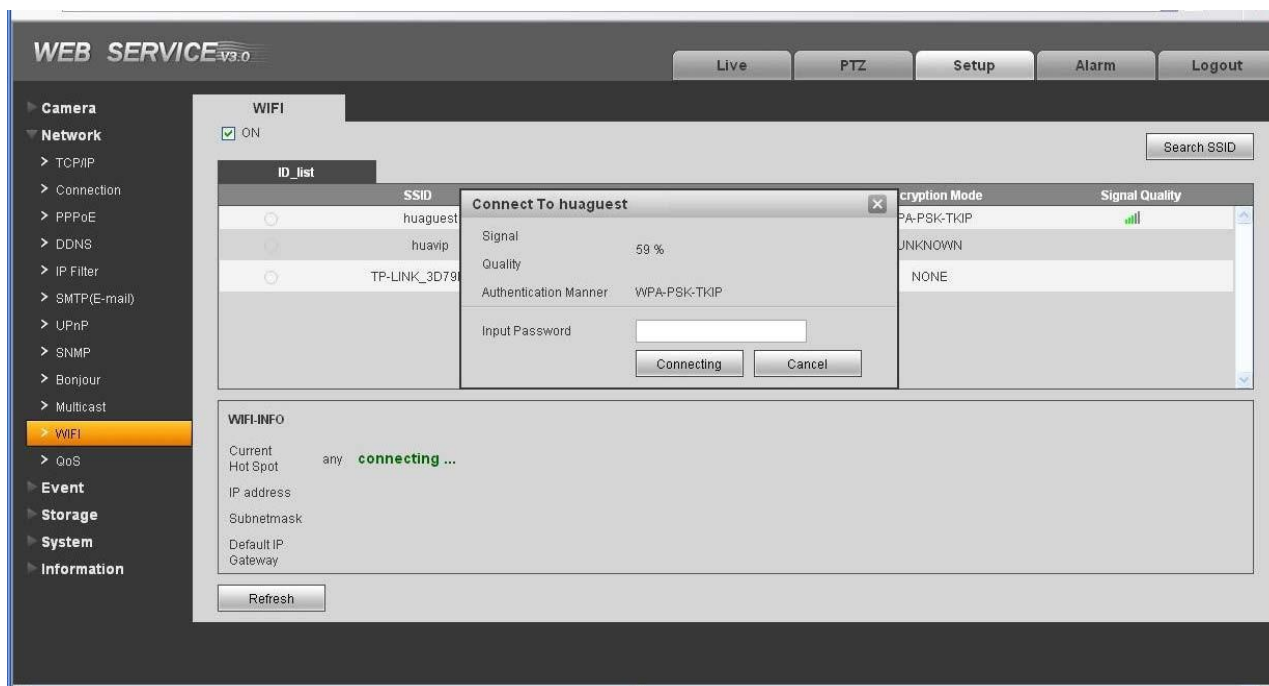 WEB SERVICE V3.0
Live PTZ Setup Alarm Logout
Camera
Network
TCP/IP
Connection
PPPoE
DDNS
IP Filter
SMTP(E-mail)
UPnP
SNMP
Bonjour
Multicast
WIFI
QoS
Event
Storage
System
Information
WIFI
ON
Search SSID
ID_list
SSID cryption Mode Signal Quality
huaguest PA-PSK-TKIP
huavip UNKNOWN
TP-LINK_3D79 NONE
Connect To huaguest
Signal
Quality
59 %
Authentication Manner WPA-PSK-TKIP
Input Password
Connecting Cancel
WIFI-INFO
Current
Hot Spot
any connecting ...
IP address
Subnetmask
Default IP
Gateway
Refresh